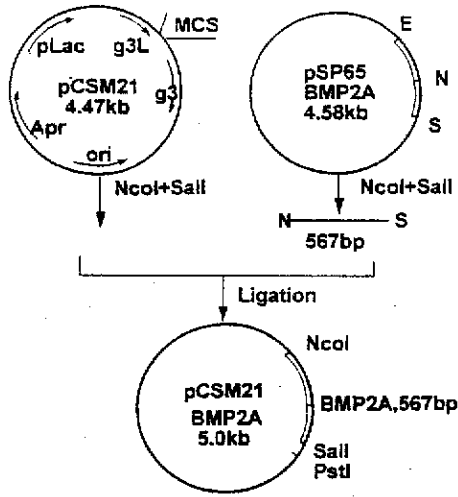 MCS
pLac
g3L
pCSM21
4.47kb
g3
Apr
ori
NcoI+SalI
E
pSP65
BMP2A
4.58kb
N
S
NcoI+SalI
N S
567bp
Ligation
NcoI
pCSM21
BMP2A
5.0kb
BMP2A,567bp
SalI
PstI